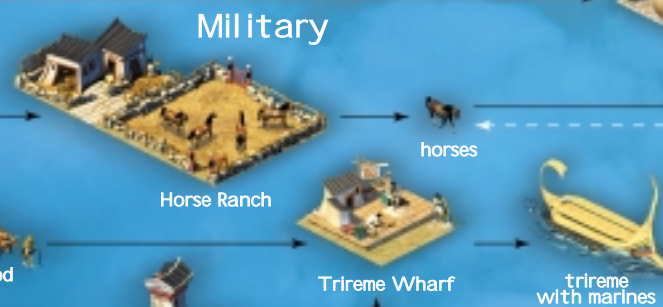 Military
horses
Horse Ranch
Trireme Wharf
trireme
with marines